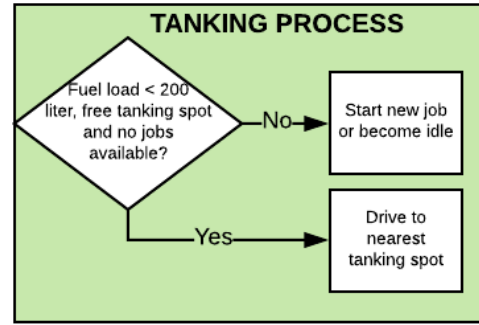 TANKING PROCESS
Fuel load < 200
liter, free tanking spot
and no jobs
available?
No
Start new job
or become idle
Yes
Drive to
nearest
tanking spot